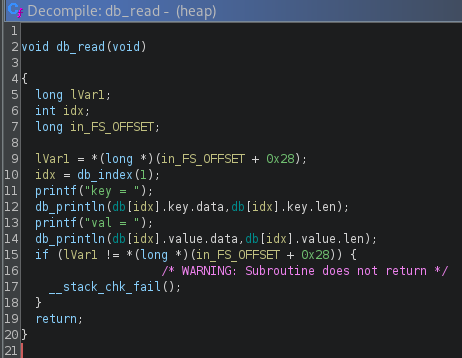 Decompile: db_read - (heap)
1
2 void db_read(void)
3
4 {
5 long lVar1;
6 int idx;
7 long in_FS_OFFSET;
8
9 lVar1 = *(long *)(in_FS_OFFSET + 0x28);
10 idx = db_index(1);
11 printf("key = ");
12 db_println(db[idx].key.data,db[idx].key.len);
13 printf("val = ");
14 db_println(db[idx].value.data,db[idx].value.len);
15 if (lVar1 != *(long *)(in_FS_OFFSET + 0x28)) {
16 /* WARNING: Subroutine does not return */
17 __stack_chk_fail();
18 }
19 return;
20 }
21